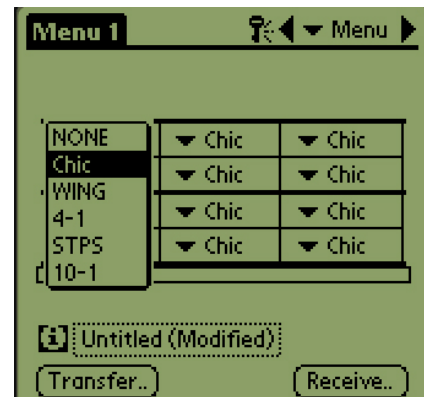 Menu 1 Menu
NONE Chic Chic
Chic Chic Chic
WING
4-1 Chic Chic
STPS Chic Chic
10-1
Untitled (Modified)
Transfer.. Receive..